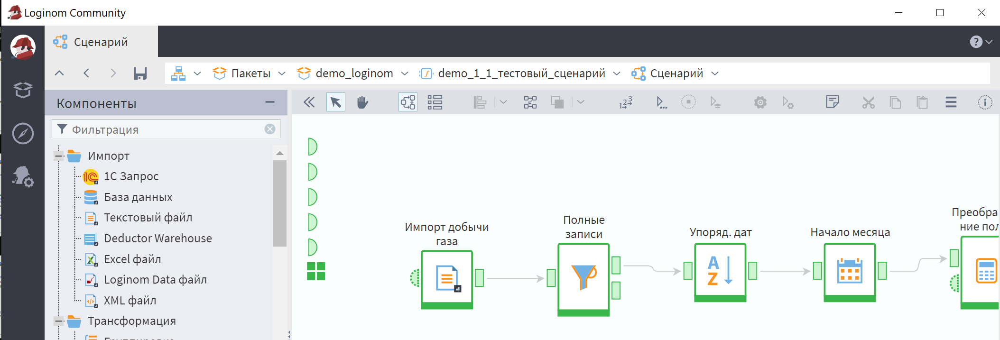 Loginom Community
Сценарий
Пакеты
demo_loginom
demo_1_1_тестовый_сценарий
Сценарий
Компоненты
Фильтрация
Импорт
1С Запрос
База данных
Текстовый файл
Deductor Warehouse
Excel файл
Loginom Data файл
XML файл
Трансформация
Импорт добычи
газа
Полные
записи
Упоряд. дат
Начало месяца
Преобра
ние пол